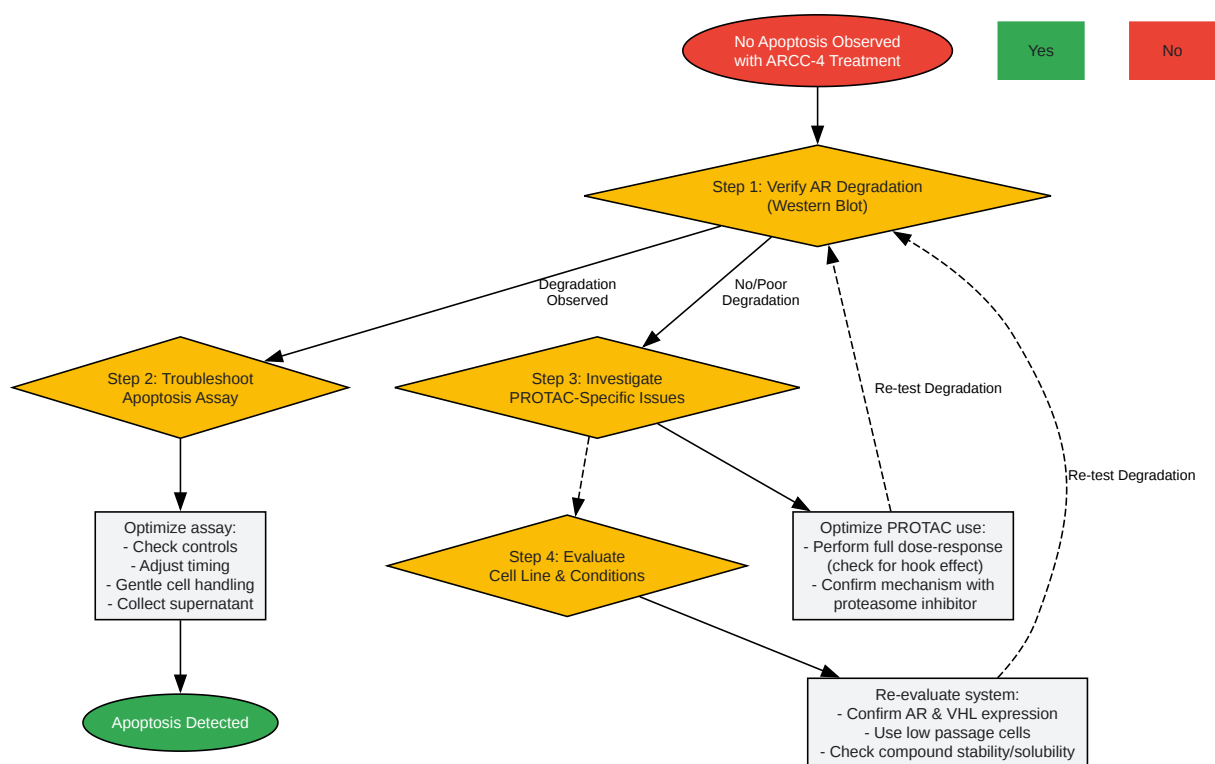 No Apoptosis Observed
with ARCC-4 Treatment
Yes
No
Step 1: Verify AR Degradation
(Western Blot)
Degradation
Observed
No/Poor
Degradation
Step 2: Troubleshoot
Apoptosis Assay
Step 3: Investigate
PROTAC-Specific Issues
Re-test Degradation
Re-test Degradation
Optimize assay:
- Check controls
- Adjust timing
- Gentle cell handling
- Collect supernatant
Step 4: Evaluate
Cell Line & Conditions
Optimize PROTAC use:
- Perform full dose-response
(check for hook effect)
- Confirm mechanism with
proteasome inhibitor
Apoptosis Detected
Re-evaluate system:
- Confirm AR & VHL expression
- Use low passage cells
- Check compound stability/solubility